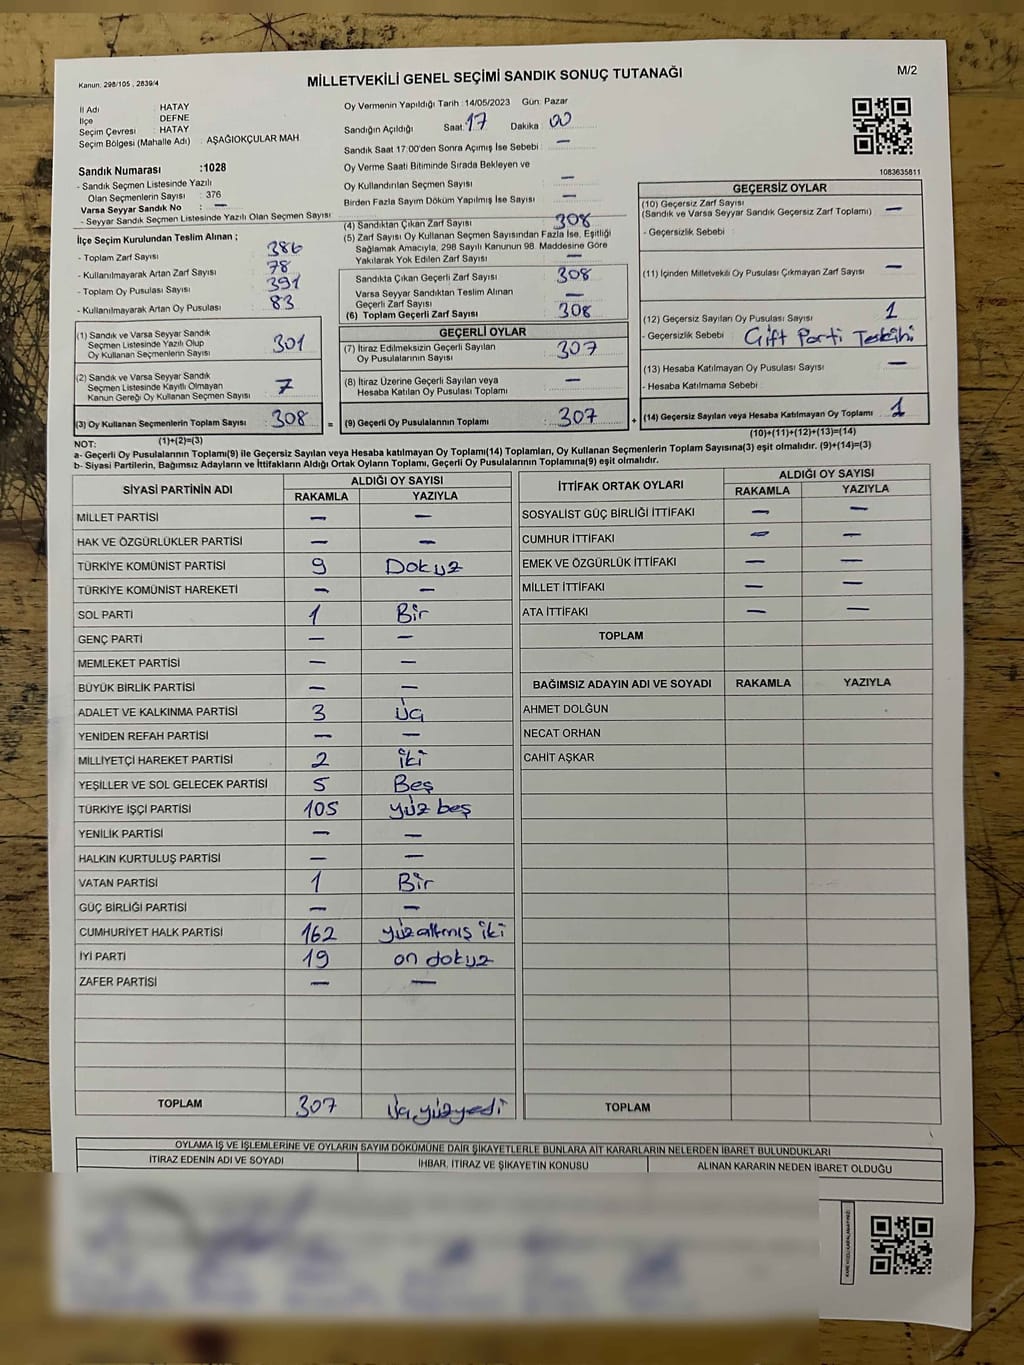 Kanun: 298/105 , 2839/4
MİLLETVEKİLİ GENEL SEÇİMİ SANDIK SONUÇ TUTANAĞI
M/2
İl Adı HATAY
İlçe DEFNE
Seçim Çevresi : HATAY
Seçim Bölgesi (Mahalle Adı) : AŞAĞIOKÇULAR MAH
Sandık Numarası :1028
- Sandık Seçmen Listesinde Yazılı
Olan Seçmenlerin Sayısı : 376
Varsa Seyyar Sandık No : —
- Seyyar Sandık Seçmen Listesinde Yazılı Olan Seçmen Sayısı
Oy Vermenin Yapıldığı Tarih :14/05/2023 Gün: Pazar
Sandığın Açıldığı Saat: 17 Dakika 00
Sandık Saat 17:00'den Sonra Açımış İse Sebebi : —
Oy Verme Saati Bitiminde Sırada Bekleyen ve
Oy Kullandırılan Seçmen Sayısı : —
Birden Fazla Sayım Döküm Yapılmış İse Sayısı : —
1083635811
İlçe Seçim Kurulundan Teslim Alınan ;
- Toplam Zarf Sayısı : 386
- Kullanılmayarak Artan Zarf Sayısı : 78
- Toplam Oy Pusulası Sayısı : 391
- Kullanılmayarak Artan Oy Pusulası : 83
(4) Sandıktan Çıkan Zarf Sayısı : 308
(5) Zarf Sayısı Oy Kullanan Seçmen Sayısından Fazla İse, Eşitliği
Sağlamak Amacıyla, 298 Sayılı Kanunun 98. Maddesine Göre
Yakılarak Yok Edilen Zarf Sayısı : —
Sandıkta Çıkan Geçerli Zarf Sayısı : 308
Varsa Seyyar Sandıktan Teslim Alınan
Geçerli Zarf Sayısı : —
(6) Toplam Geçerli Zarf Sayısı : 308
(1) Sandık ve Varsa Seyyar Sandık
Seçmen Listesinde Yazılı Olup
Oy Kullanan Seçmenlerin Sayısı : 301
(2) Sandık ve Varsa Seyyar Sandık
Seçmen Listesinde Kayıtlı Olmayan
Kanun Gereği Oy Kullanan Seçmen Sayısı : 7
(3) Oy Kullanan Seçmenlerin Toplam Sayısı : 308 =
GEÇERLİ OYLAR
(7) İtiraz Edilmeksizin Geçerli Sayılan
Oy Pusulalarının Sayısı : 307
(8) İtiraz Üzerine Geçerli Sayılan veya
Hesaba Katılan Oy Pusulası Toplamı : —
(9) Geçerli Oy Pusulalarının Toplamı : 307 +
GEÇERSİZ OYLAR
(10) Geçersiz Zarf Sayısı
(Sandık ve Varsa Seyyar Sandık Geçersiz Zarf Toplamı) : —
- Geçersizlik Sebebi :
(11) İçinden Milletvekili Oy Pusulası Çıkmayan Zarf Sayısı : —
(12) Geçersiz Sayılan Oy Pusulası Sayısı : 1
- Geçersizlik Sebebi : Çift Parti Tercihi
(13) Hesaba Katılmayan Oy Pusulası Sayısı : —
- Hesaba Katılmama Sebebi :
(14) Geçersiz Sayılan veya Hesaba Katılmayan Oy Toplamı : 1
NOT: (1)+(2)=(3) (10)+(11)+(12)+(13)=(14)
a- Geçerli Oy Pusulalarının Toplamı(9) ile Geçersiz Sayılan veya Hesaba katılmayan Oy Toplamı(14) Toplamları, Oy Kullanan Seçmenlerin Toplam Sayısına(3) eşit olmalıdır. (9)+(14)=(3)
b- Siyasi Partilerin, Bağımsız Adayların ve İttifakların Aldığı Ortak Oyların Toplamı, Geçerli Oy Pusulalarının Toplamına(9) eşit olmalıdır.
SİYASİ PARTİNİN ADI ALDIĞI OY SAYISI
RAKAMLA YAZIYLA
MİLLET PARTİSİ — —
HAK VE ÖZGÜRLÜKLER PARTİSİ — —
TÜRKİYE KOMÜNİST PARTİSİ 9 Dokuz
TÜRKİYE KOMÜNİST HAREKETİ — —
SOL PARTİ 1 Bir
GENÇ PARTİ — —
MEMLEKET PARTİSİ — —
BÜYÜK BİRLİK PARTİSİ — —
ADALET VE KALKINMA PARTİSİ 3 üç
YENİDEN REFAH PARTİSİ — —
MİLLİYETÇİ HAREKET PARTİSİ 2 iki
YEŞİLLER VE SOL GELECEK PARTİSİ 5 Beş
TÜRKİYE İŞÇİ PARTİSİ 105 yüz beş
YENİLİK PARTİSİ — —
HALKIN KURTULUŞ PARTİSİ — —
VATAN PARTİSİ 1 Bir
GÜÇ BİRLİĞİ PARTİSİ — —
CUMHURİYET HALK PARTİSİ 162 yüzaltmış iki
İYİ PARTİ 19 on dokuz
ZAFER PARTİSİ — —
TOPLAM 307 üçyüzyedi
İTTİFAK ORTAK OYLARI ALDIĞI OY SAYISI
RAKAMLA YAZIYLA
SOSYALİST GÜÇ BİRLİĞİ İTTİFAKI — —
CUMHUR İTTİFAKI — —
EMEK VE ÖZGÜRLÜK İTTİFAKI — —
MİLLET İTTİFAKI — —
ATA İTTİFAKI — —
TOPLAM
BAĞIMSIZ ADAYIN ADI VE SOYADI RAKAMLA YAZIYLA
AHMET DOLĞUN
NECAT ORHAN
CAHİT AŞKAR
TOPLAM
OYLAMA İŞ VE İŞLEMLERİNE VE OYLARIN SAYIM DÖKÜMÜNE DAİR ŞİKAYETLERLE BUNLARA AİT KARARLARIN NELERDEN İBARET BULUNDUKLARI
İTİRAZ EDENİN ADI VE SOYADI İHBAR, İTİRAZ VE ŞİKAYETİN KONUSU ALINAN KARARIN NEDEN İBARET OLDUĞU